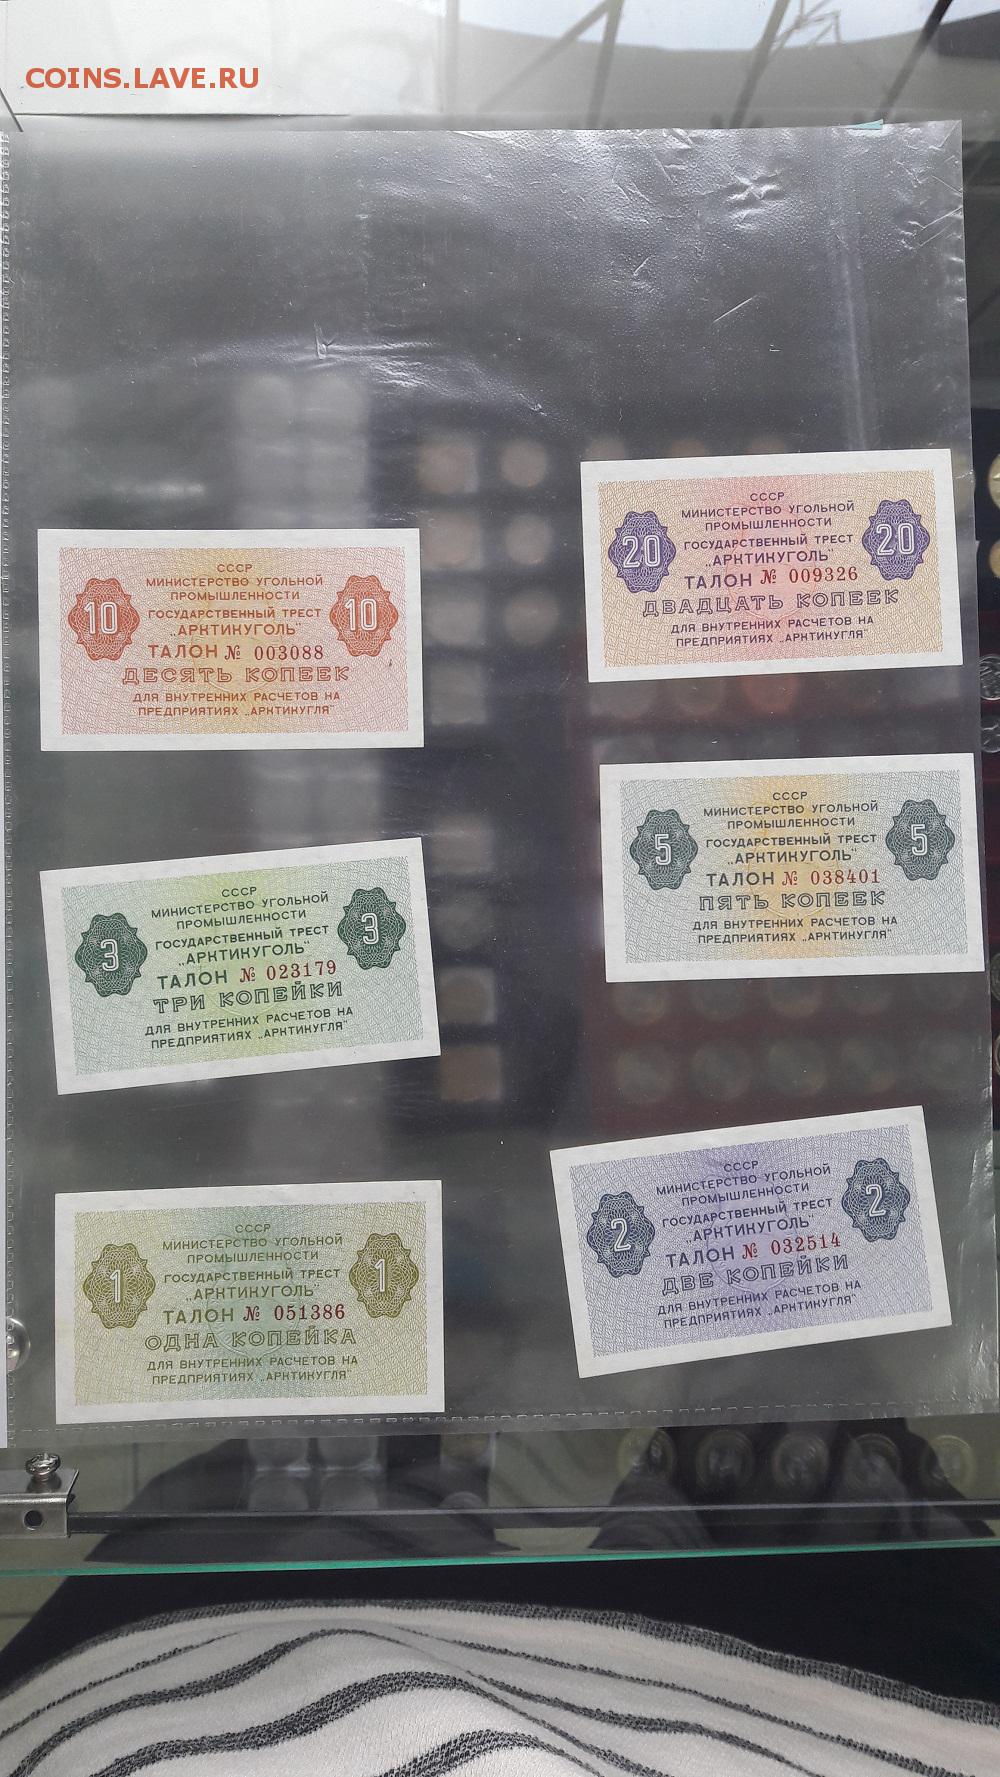 COINS.LAVE.RU
СССР
МИНИСТЕРСТВО УГОЛЬНОЙ
ПРОМЫШЛЕННОСТИ
ГОСУДАРСТВЕННЫЙ ТРЕСТ
„АРКТИКУГОЛЬ"
10 10
ТАЛОН № 003088
ДЕСЯТЬ КОПЕЕК
ДЛЯ ВНУТРЕННИХ РАСЧЕТОВ НА
ПРЕДПРИЯТИЯХ „АРКТИКУГЛЯ"
СССР
МИНИСТЕРСТВО УГОЛЬНОЙ
ПРОМЫШЛЕННОСТИ
20 20
ГОСУДАРСТВЕННЫЙ ТРЕСТ
„АРКТИКУГОЛЬ"
ТАЛОН № 009326
ДВАДЦАТЬ КОПЕЕК
ДЛЯ ВНУТРЕННИХ РАСЧЕТОВ НА
ПРЕДПРИЯТИЯХ „АРКТИКУГЛЯ"
СССР
МИНИСТЕРСТВО УГОЛЬНОЙ
ПРОМЫШЛЕННОСТИ
ГОСУДАРСТВЕННЫЙ ТРЕСТ
3 3
„АРКТИКУГОЛЬ"
ТАЛОН № 023179
ТРИ КОПЕЙКИ
ДЛЯ ВНУТРЕННИХ РАСЧЕТОВ НА
ПРЕДПРИЯТИЯХ „АРКТИКУГЛЯ"
СССР
МИНИСТЕРСТВО УГОЛЬНОЙ
ПРОМЫШЛЕННОСТИ
ГОСУДАРСТВЕННЫЙ ТРЕСТ
5 5
„АРКТИКУГОЛЬ"
ТАЛОН № 038401
ПЯТЬ КОПЕЕК
ДЛЯ ВНУТРЕННИХ РАСЧЕТОВ НА
ПРЕДПРИЯТИЯХ „АРКТИКУГЛЯ"
СССР
МИНИСТЕРСТВО УГОЛЬНОЙ
ПРОМЫШЛЕННОСТИ
ГОСУДАРСТВЕННЫЙ ТРЕСТ
1 1
„АРКТИКУГОЛЬ"
ТАЛОН № 051386
ОДНА КОПЕЙКА
ДЛЯ ВНУТРЕННИХ РАСЧЕТОВ НА
ПРЕДПРИЯТИЯХ „АРКТИКУГЛЯ"
СССР
МИНИСТЕРСТВО УГОЛЬНОЙ
ПРОМЫШЛЕННОСТИ
ГОСУДАРСТВЕННЫЙ ТРЕСТ
2 2
„АРКТИКУГОЛЬ"
ТАЛОН № 032514
ДВЕ КОПЕЙКИ
ДЛЯ ВНУТРЕННИХ РАСЧЕТОВ НА
ПРЕДПРИЯТИЯХ „АРКТИКУГЛЯ"